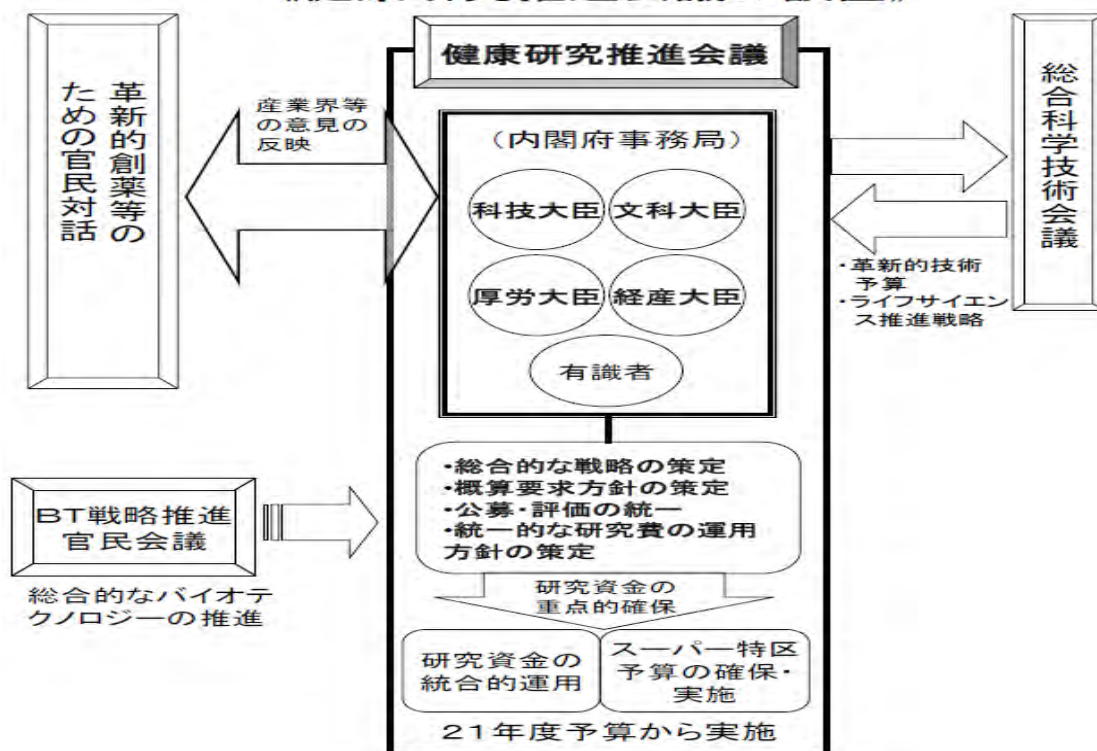 健康研究推進会議
革新的創薬等の
ための官民対話
産業界等
の意見の
反映
(内閣府事務局)
科技大臣
文科大臣
厚労大臣
経産大臣
有識者
総合科学技術会議
・革新的技術
予算
・ライフサイエン
ス推進戦略
・総合的な戦略の策定
・概算要求方針の策定
・公募・評価の統一
・統一的な研究費の運用
方針の策定
BT戦略推進
官民会議
総合的なバイオテ
クノロジーの推進
研究資金の
重点的確保
研究資金の
統合的運用
スーパー特区
予算の確保・
実施
21年度予算から実施